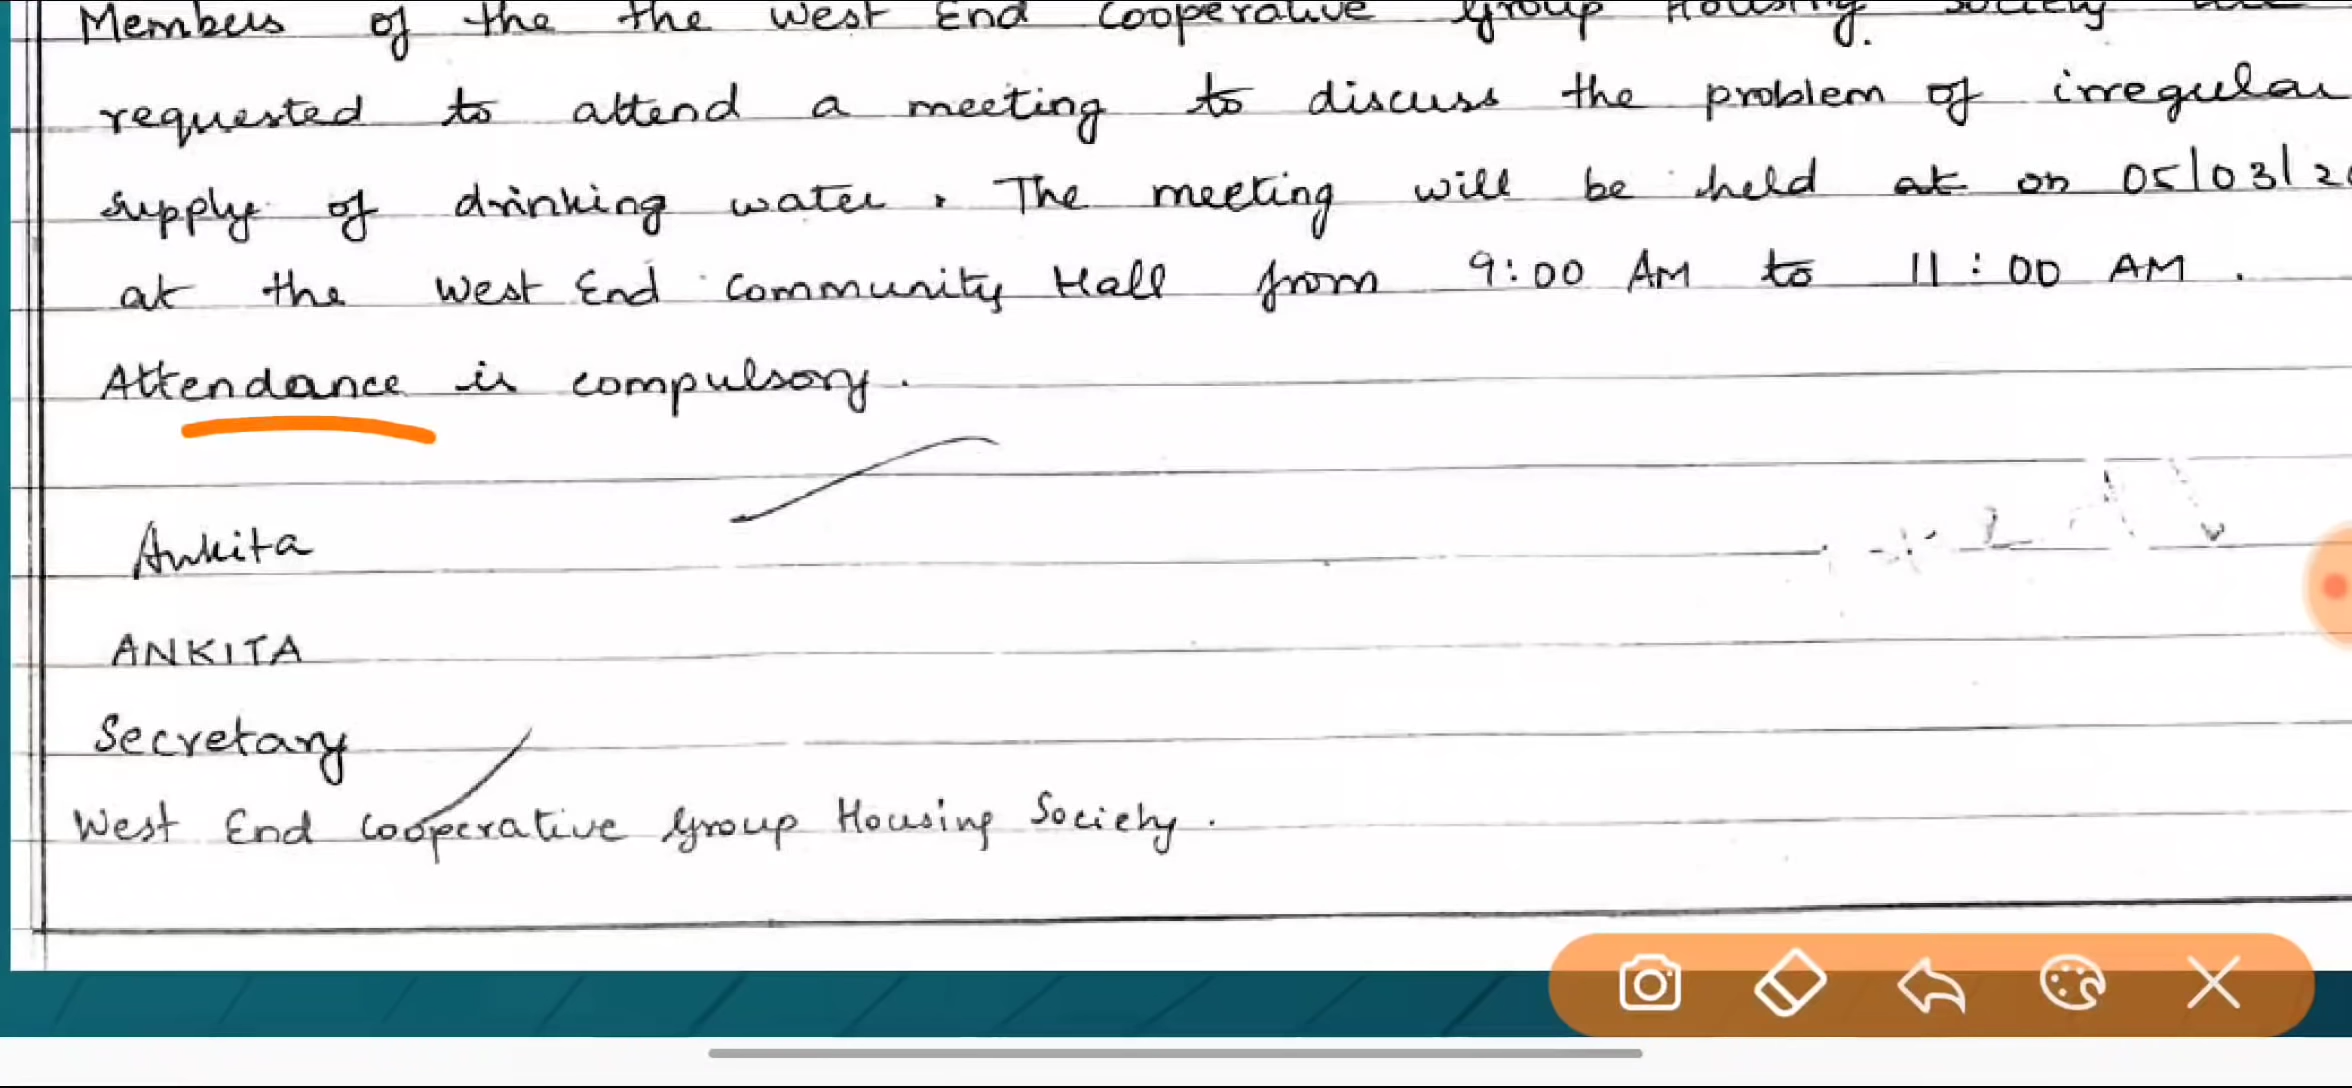 Members of the the West End Cooperative Group Housing Society are
requested to attend a meeting to discuss the problem of irregular
supply of drinking water. The meeting will be held at on 05/03/20
at the West End Community Hall from 9:00 AM to 11:00 AM.
Attendance is compulsory.
Ankita
ANKITA
Secretary
West End Cooperative Group Housing Society.